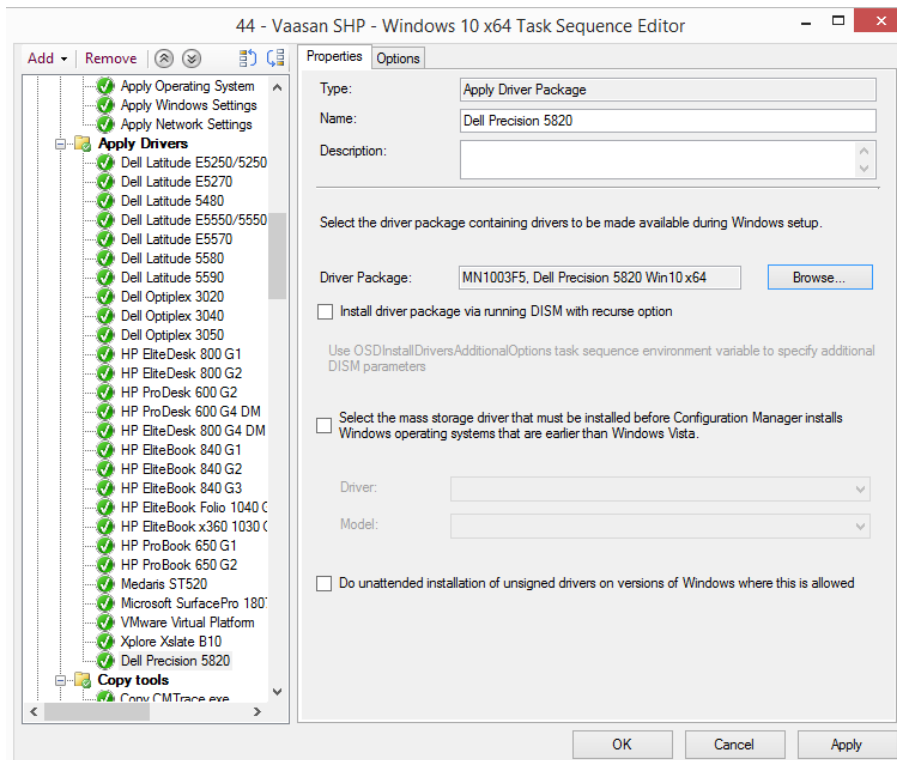 44 - Vaasan SHP - Windows 10 x64 Task Sequence Editor
Add
Remove
Apply Operating System
Apply Windows Settings
Apply Network Settings
Apply Drivers
Dell Latitude E5250/5250
Dell Latitude E5270
Dell Latitude 5480
Dell Latitude E5550/5550
Dell Latitude E5570
Dell Latitude 5580
Dell Latitude 5590
Dell Optiplex 3020
Dell Optiplex 3040
Dell Optiplex 3050
HP EliteDesk 800 G1
HP EliteDesk 800 G2
HP ProDesk 600 G2
HP ProDesk 600 G4 DM
HP EliteDesk 800 G4 DM
HP EliteBook 840 G1
HP EliteBook 840 G2
HP EliteBook 840 G3
HP EliteBook Folio 1040 G
HP EliteBook x360 1030 G
HP ProBook 650 G1
HP ProBook 650 G2
Medaris ST520
Microsoft SurfacePro 1807
VMware Virtual Platform
Xplore Xslate B10
Dell Precision 5820
Copy tools
Copy CMTrace.exe
Properties
Options
Type:
Apply Driver Package
Name:
Dell Precision 5820
Description:
Select the driver package containing drivers to be made available during Windows setup.
Driver Package:
MN1003F5, Dell Precision 5820 Win10 x64
Browse...
Install driver package via running DISM with recurse option
Use OSDInstallDriversAdditionalOptions task sequence environment variable to specify additional
DISM parameters
Select the mass storage driver that must be installed before Configuration Manager installs
Windows operating systems that are earlier than Windows Vista.
Driver:
Model:
Do unattended installation of unsigned drivers on versions of Windows where this is allowed
OK
Cancel
Apply